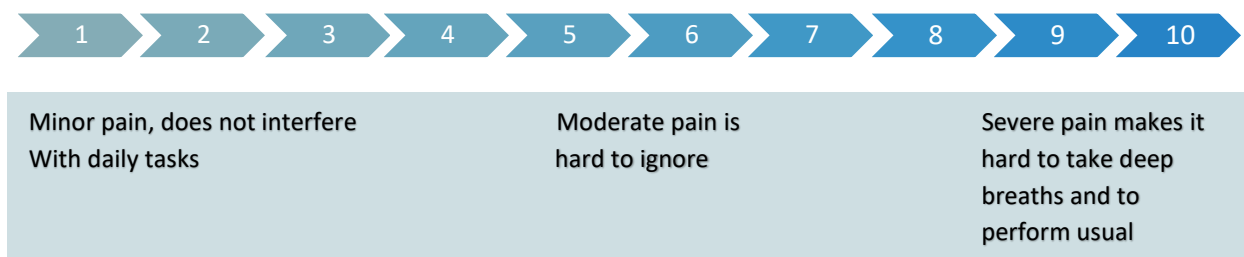 1 2 3 4 5 6 7 8 9 10
Minor pain, does not interfere
With daily tasks
Moderate pain is
hard to ignore
Severe pain makes it
hard to take deep
breaths and to
perform usual